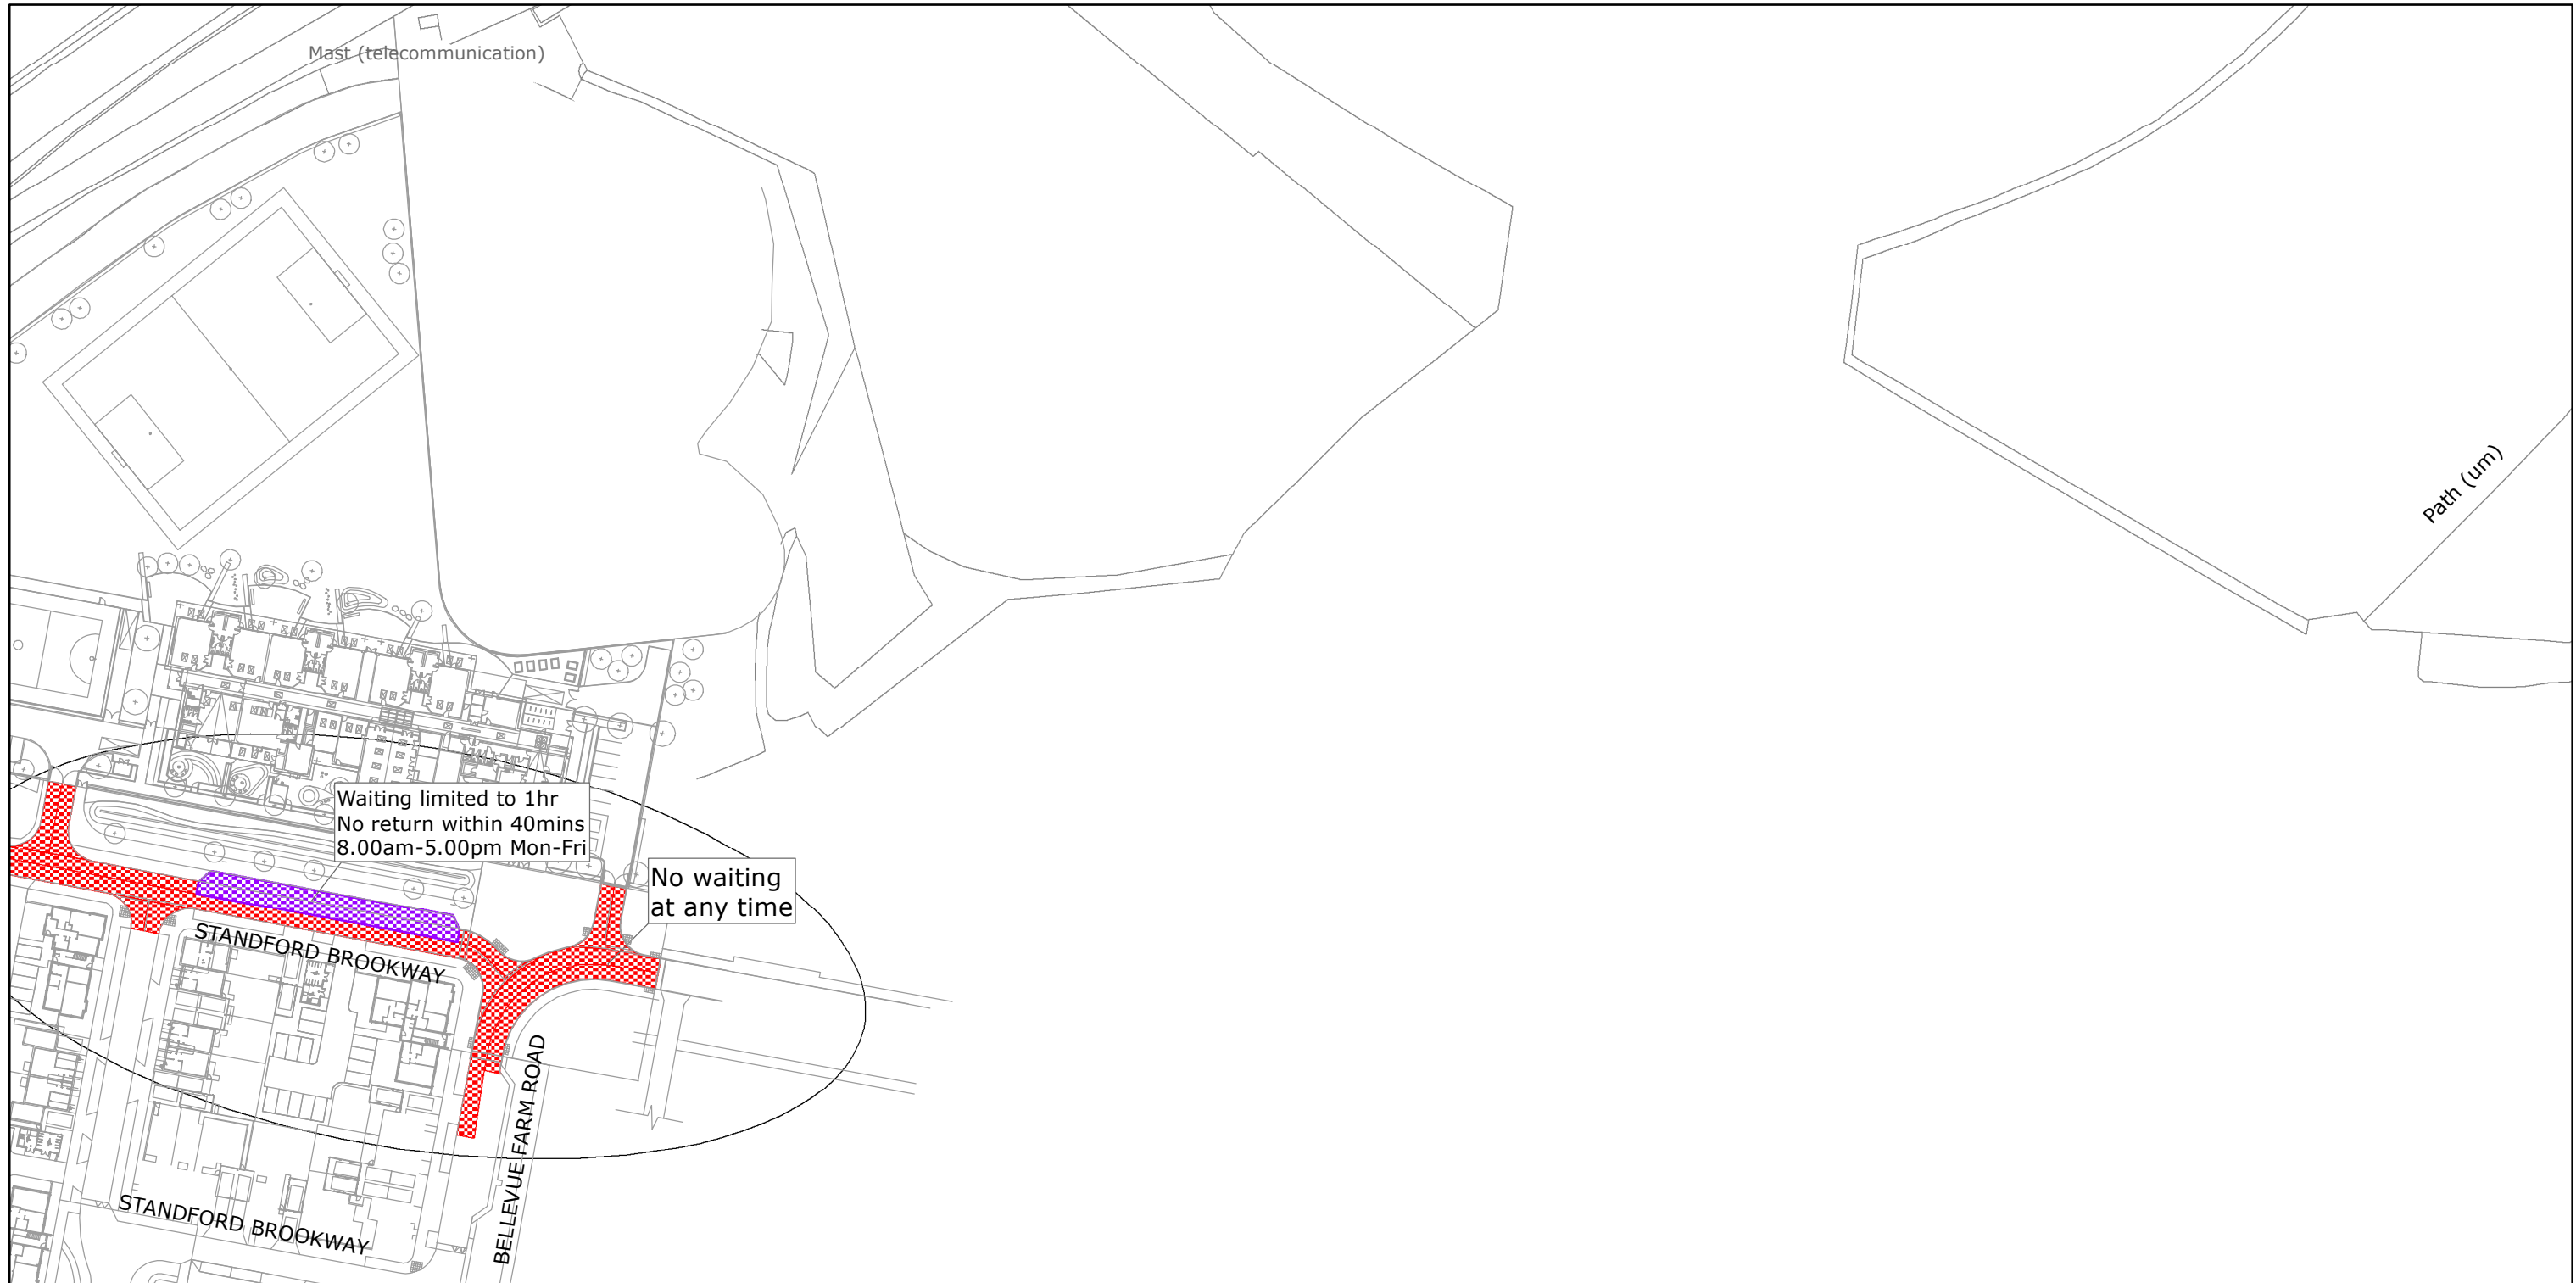 Mast (telecommunication)
Path (um)
Waiting limited to 1hr
No return within 40mins
8.00am-5.00pm Mon-Fri
No waiting
at any time
STANDFORD BROOKWAY
BELLEVUE FARM ROAD
STANDFORD BROOKWAY